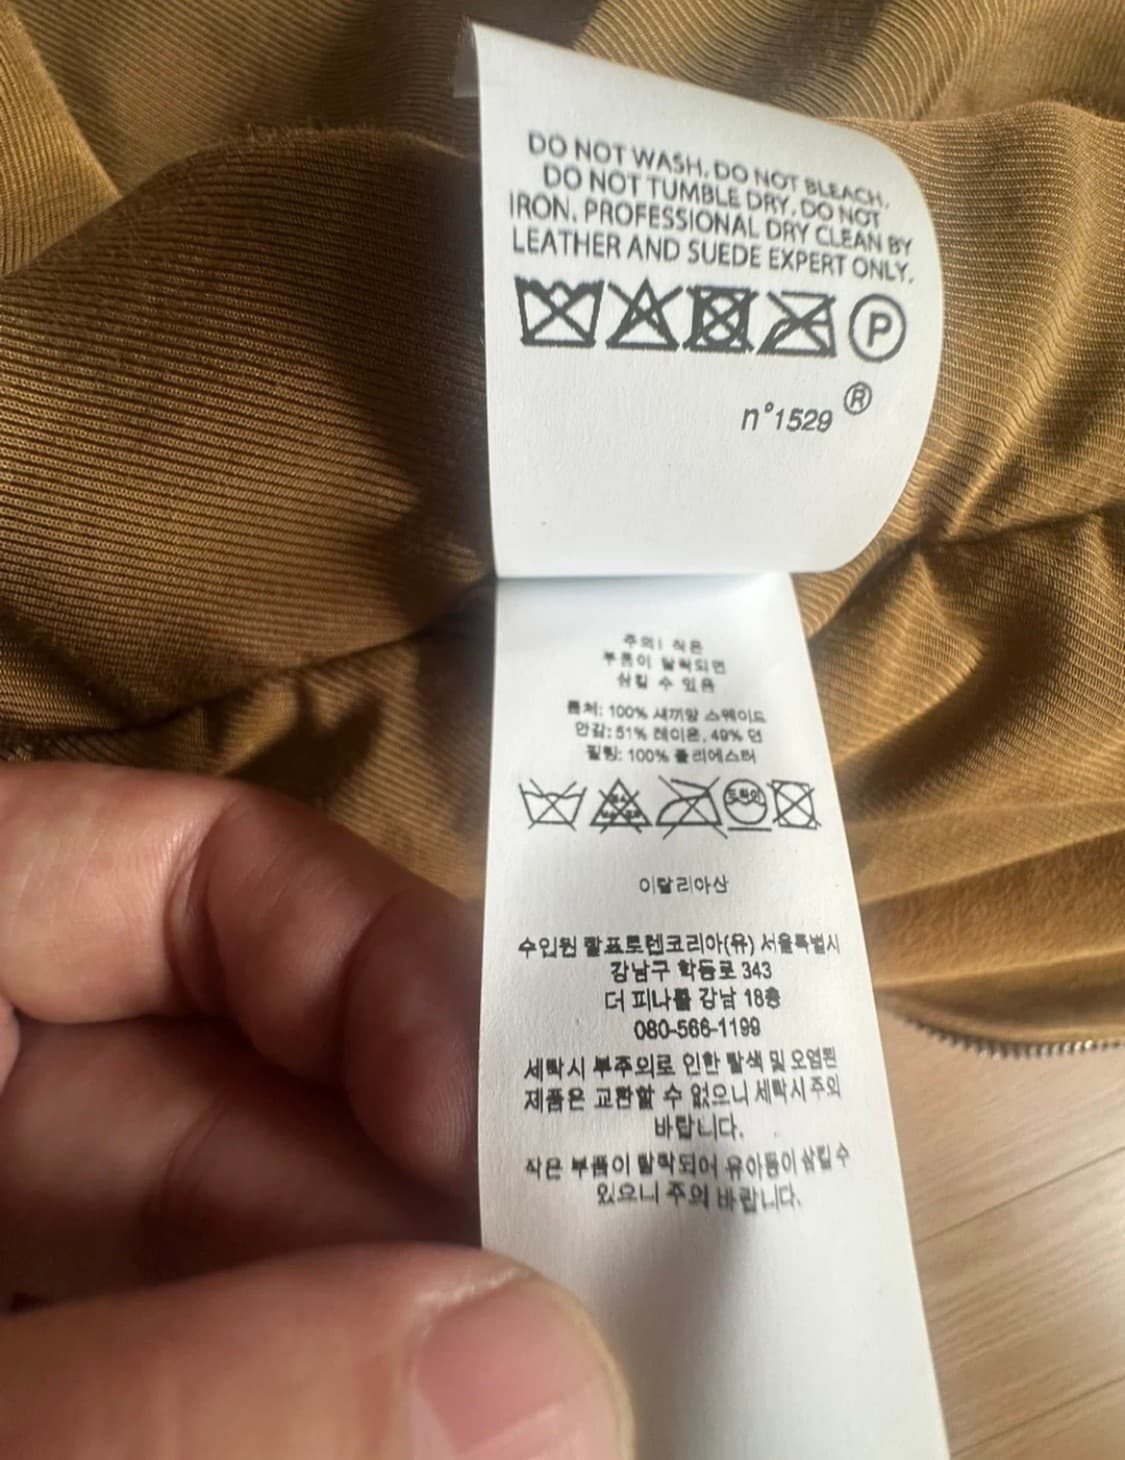 DO NOT WASH. DO NOT BLEACH.
DO NOT TUMBLE DRY. DO NOT
IRON. PROFESSIONAL DRY CLEAN BY
LEATHER AND SUEDE EXPERT ONLY.
P
n°1529 ®
주의! 작은
부품이 탈락되면
삼킬 수 있음
몸체: 100% 새끼양 스웨이드
안감: 51% 레이온, 49% 면
필링: 100% 폴리에스터
이탈리아산
수입원 랄프로렌코리아(유) 서울특별시
강남구 학동로 343
더 피나클 강남 18층
080-566-1199
세탁시 부주의로 인한 탈색 및 오염된
제품은 교환할 수 없으니 세탁시 주의
바랍니다.
작은 부품이 탈락되어 유아동이 삼킬 수
있으니 주의 바랍니다.